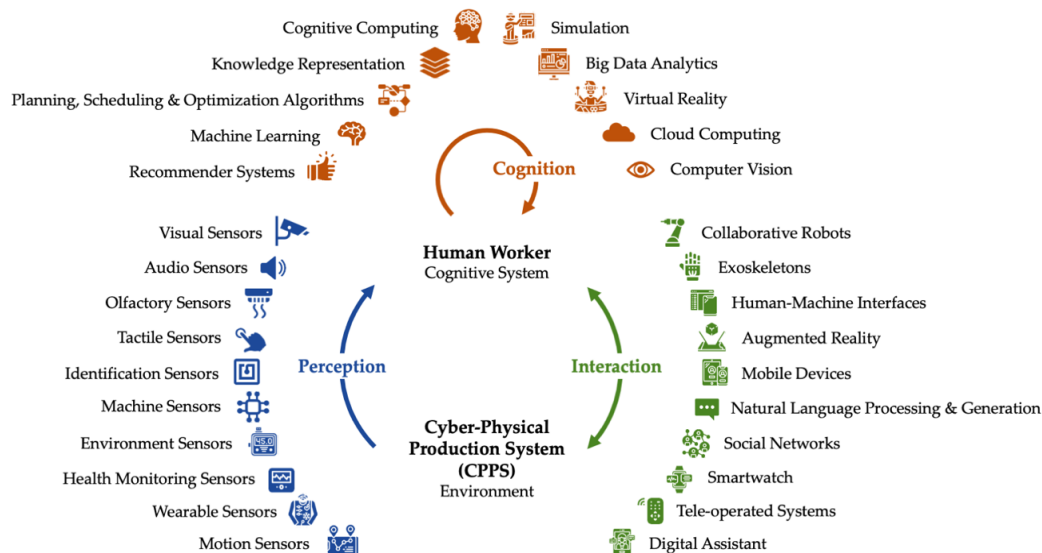 Cognitive Computing
Simulation
Knowledge Representation
Big Data Analytics
Planning, Scheduling & Optimization Algorithms
Virtual Reality
Machine Learning
Cloud Computing
Recommender Systems
Cognition
Computer Vision
Visual Sensors
Human Worker
Cognitive System
Collaborative Robots
Audio Sensors
Exoskeletons
Olfactory Sensors
Human-Machine Interfaces
Tactile Sensors
Augmented Reality
Perception
Interaction
Identification Sensors
Mobile Devices
Machine Sensors
Natural Language Processing & Generation
Cyber-Physical
Production System
(CPPS)
Environment
Environment Sensors
45.0
Social Networks
Health Monitoring Sensors
Smartwatch
Wearable Sensors
Tele-operated Systems
Motion Sensors
Digital Assistant